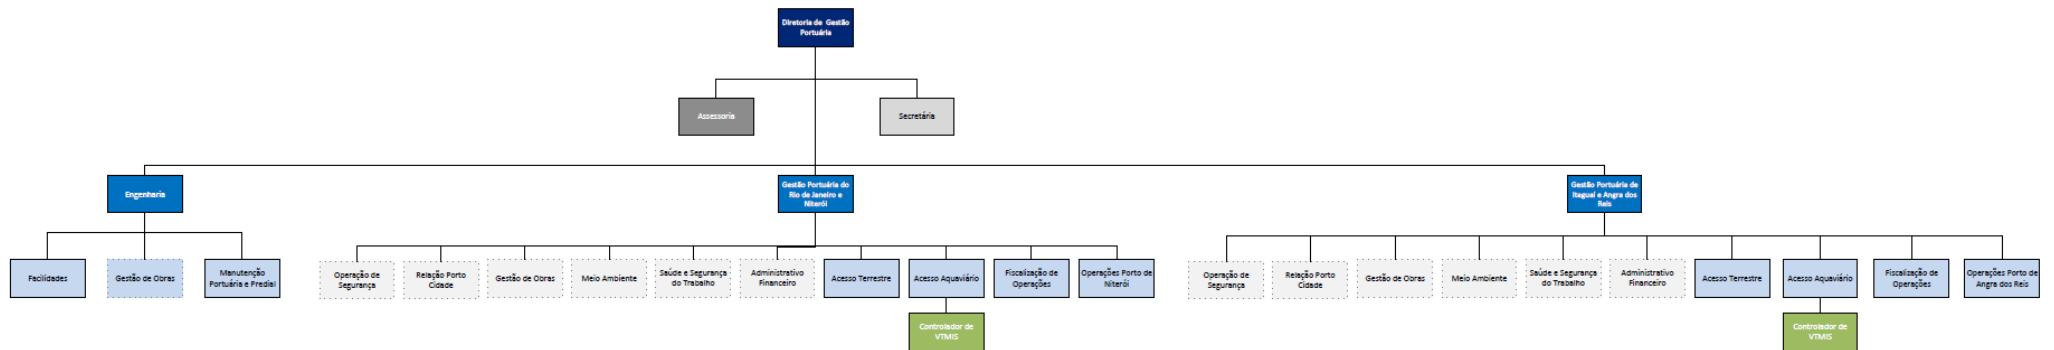 Diretoria de Gestão
Portuária
Assessoria
Secretária
Engenharia
Gestão Portuária do
Rio de Janeiro e
Niterói
Gestão Portuária de
Itaguaí e Angra dos
Reis
Facilidades
Gestão de Obras
Manutenção
Portuária e Predial
Operação de
Segurança
Relação Porto
Cidade
Gestão de Obras
Meio Ambiente
Saúde e Segurança
do Trabalho
Administrativo
Financeiro
Acesso Terrestre
Acesso Aquaviário
Fiscalização de
Operações
Operações Porto de
Niterói
Operação de
Segurança
Relação Porto
Cidade
Gestão de Obras
Meio Ambiente
Saúde e Segurança
do Trabalho
Administrativo
Financeiro
Acesso Terrestre
Acesso Aquaviário
Fiscalização de
Operações
Operações Porto de
Angra dos Reis
Controlador de
VTMIS
Controlador de
VTMIS